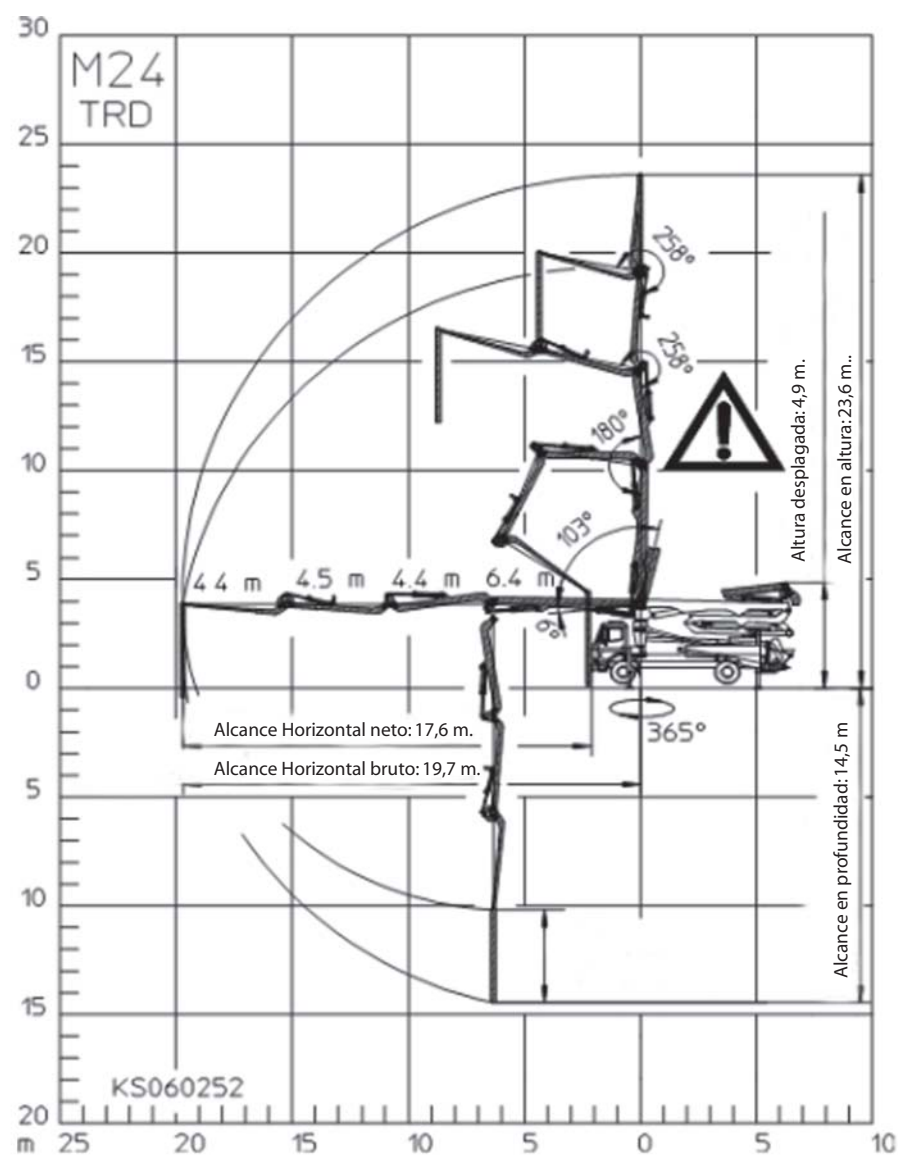 30
M24
TRD
25
20
258°
15
258°
180°
10
103°
5
4 4 m
4.5 m
4.4 m
6.4 m
6°
0
365°
Altura desplagada: 4,9 m.
Alcance en altura: 23,6 m..
Alcance Horizontal neto: 17,6 m.
Alcance Horizontal bruto: 19,7 m.
Alcance en profundidad: 14,5 m
5
10
15
KS060252
20
m 25 20 15 10 5 0 5 10